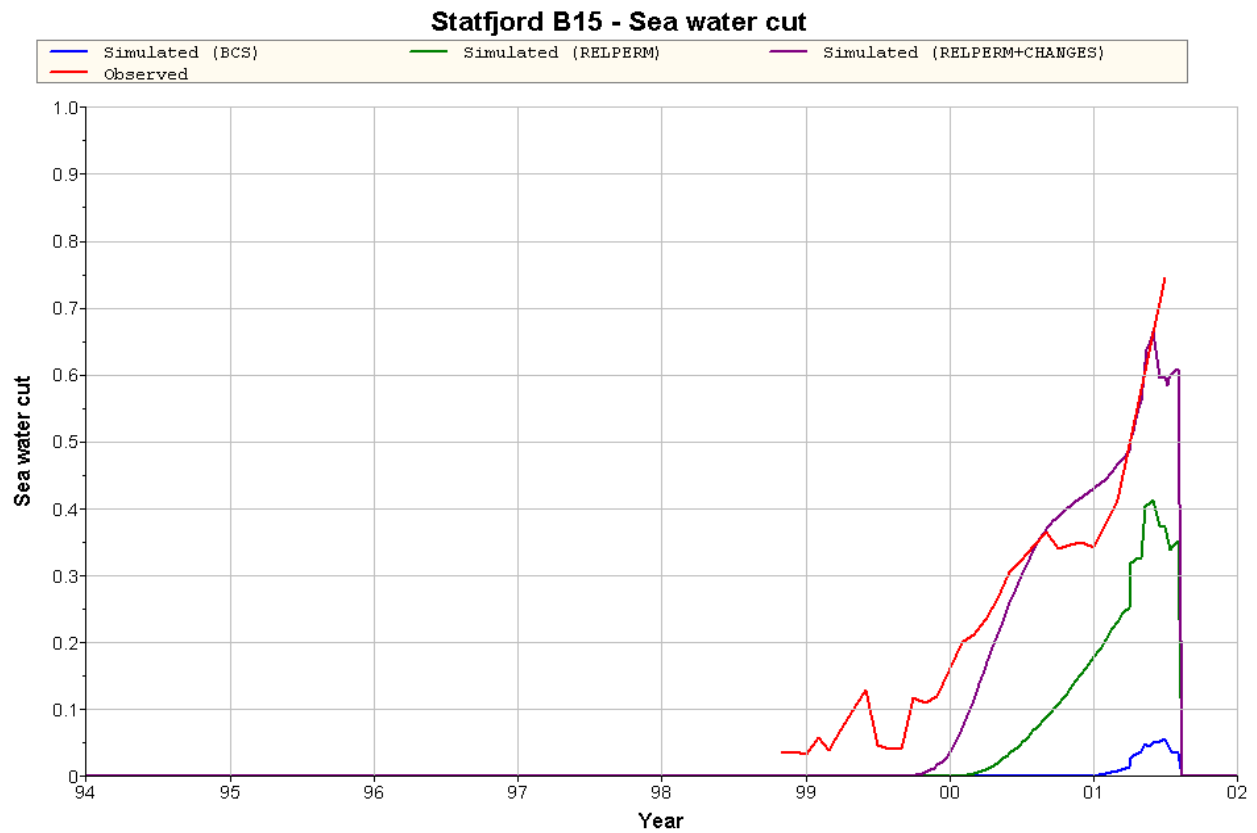 Statfjord B15 - Sea water cut
Simulated (BCS) Simulated (RELPERM) Simulated (RELPERM+CHANGES)
Observed
1.0
0.9
0.8
0.7
0.6
0.5
0.4
0.3
0.2
0.1
0
Sea water cut
94 95 96 97 98 99 00 01 02
Year